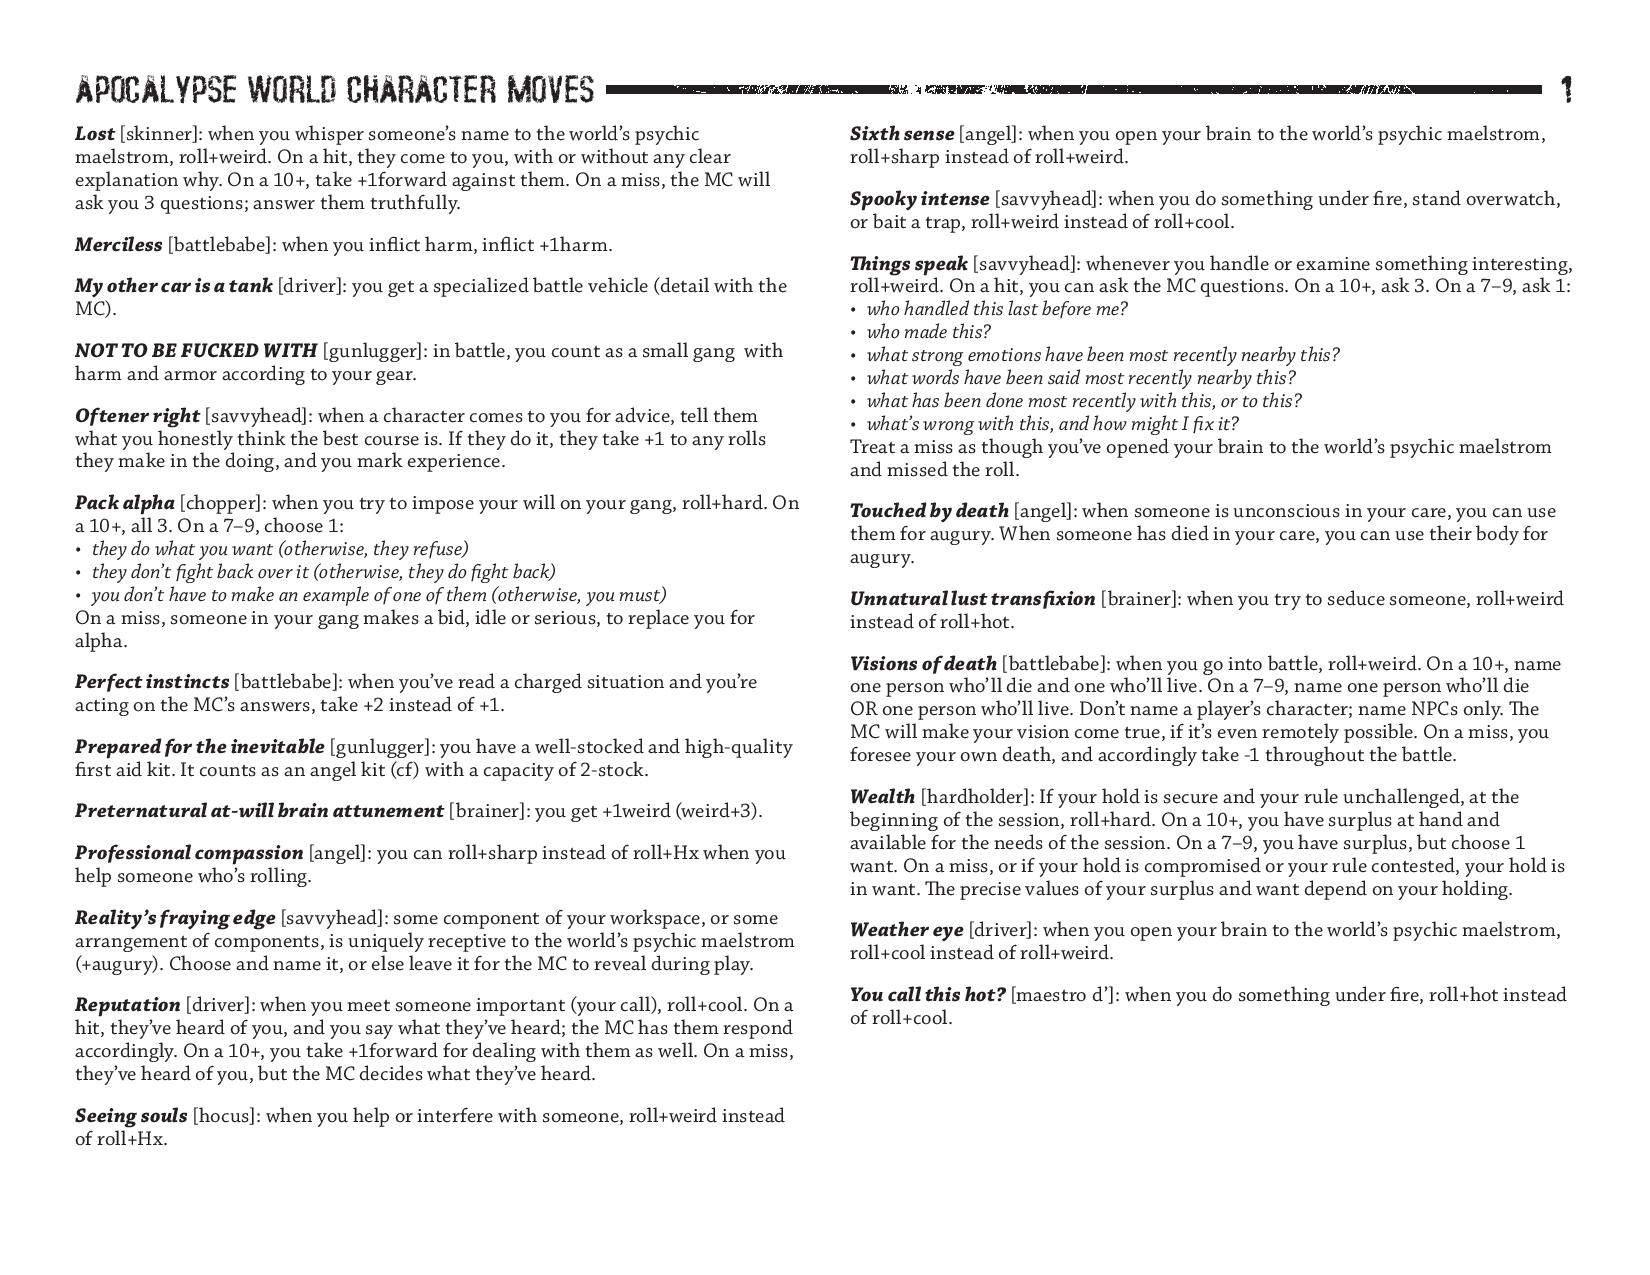 APOCALYPSE WORLD CHARACTER MOVES 1
Lost [skinner]: when you whisper someone's name to the world's psychic
maelstrom, roll+weird. On a hit, they come to you, with or without any clear
explanation why. On a 10+, take +1forward against them. On a miss, the MC will
ask you 3 questions; answer them truthfully.
Merciless [battlebabe]: when you inflict harm, inflict +1harm.
My other car is a tank [driver]: you get a specialized battle vehicle (detail with the
MC).
NOT TO BE FUCKED WITH [gunlugger]: in battle, you count as a small gang with
harm and armor according to your gear.
Oftener right [savvyhead]: when a character comes to you for advice, tell them
what you honestly think the best course is. If they do it, they take +1 to any rolls
they make in the doing, and you mark experience.
Pack alpha [chopper]: when you try to impose your will on your gang, roll+hard. On
a 10+, all 3. On a 7–9, choose 1:
• they do what you want (otherwise, they refuse)
• they don't fight back over it (otherwise, they do fight back)
• you don't have to make an example of one of them (otherwise, you must)
On a miss, someone in your gang makes a bid, idle or serious, to replace you for
alpha.
Perfect instincts [battlebabe]: when you've read a charged situation and you're
acting on the MC's answers, take +2 instead of +1.
Prepared for the inevitable [gunlugger]: you have a well-stocked and high-quality
first aid kit. It counts as an angel kit (cf) with a capacity of 2-stock.
Preternatural at-will brain attunement [brainer]: you get +1weird (weird+3).
Professional compassion [angel]: you can roll+sharp instead of roll+Hx when you
help someone who's rolling.
Reality's fraying edge [savvyhead]: some component of your workspace, or some
arrangement of components, is uniquely receptive to the world's psychic maelstrom
(+augury). Choose and name it, or else leave it for the MC to reveal during play.
Reputation [driver]: when you meet someone important (your call), roll+cool. On a
hit, they've heard of you, and you say what they've heard; the MC has them respond
accordingly. On a 10+, you take +1forward for dealing with them as well. On a miss,
they've heard of you, but the MC decides what they've heard.
Seeing souls [hocus]: when you help or interfere with someone, roll+weird instead
of roll+Hx.
Sixth sense [angel]: when you open your brain to the world's psychic maelstrom,
roll+sharp instead of roll+weird.
Spooky intense [savvyhead]: when you do something under fire, stand overwatch,
or bait a trap, roll+weird instead of roll+cool.
Things speak [savvyhead]: whenever you handle or examine something interesting,
roll+weird. On a hit, you can ask the MC questions. On a 10+, ask 3. On a 7–9, ask 1:
• who handled this last before me?
• who made this?
• what strong emotions have been most recently nearby this?
• what words have been said most recently nearby this?
• what has been done most recently with this, or to this?
• what's wrong with this, and how might I fix it?
Treat a miss as though you've opened your brain to the world's psychic maelstrom
and missed the roll.
Touched by death [angel]: when someone is unconscious in your care, you can use
them for augury. When someone has died in your care, you can use their body for
augury.
Unnatural lust transfixion [brainer]: when you try to seduce someone, roll+weird
instead of roll+hot.
Visions of death [battlebabe]: when you go into battle, roll+weird. On a 10+, name
one person who'll die and one who'll live. On a 7–9, name one person who'll die
OR one person who'll live. Don't name a player's character; name NPCs only. The
MC will make your vision come true, if it's even remotely possible. On a miss, you
foresee your own death, and accordingly take -1 throughout the battle.
Wealth [hardholder]: If your hold is secure and your rule unchallenged, at the
beginning of the session, roll+hard. On a 10+, you have surplus at hand and
available for the needs of the session. On a 7–9, you have surplus, but choose 1
want. On a miss, or if your hold is compromised or your rule contested, your hold is
in want. The precise values of your surplus and want depend on your holding.
Weather eye [driver]: when you open your brain to the world's psychic maelstrom,
roll+cool instead of roll+weird.
You call this hot? [maestro d']: when you do something under fire, roll+hot instead
of roll+cool.